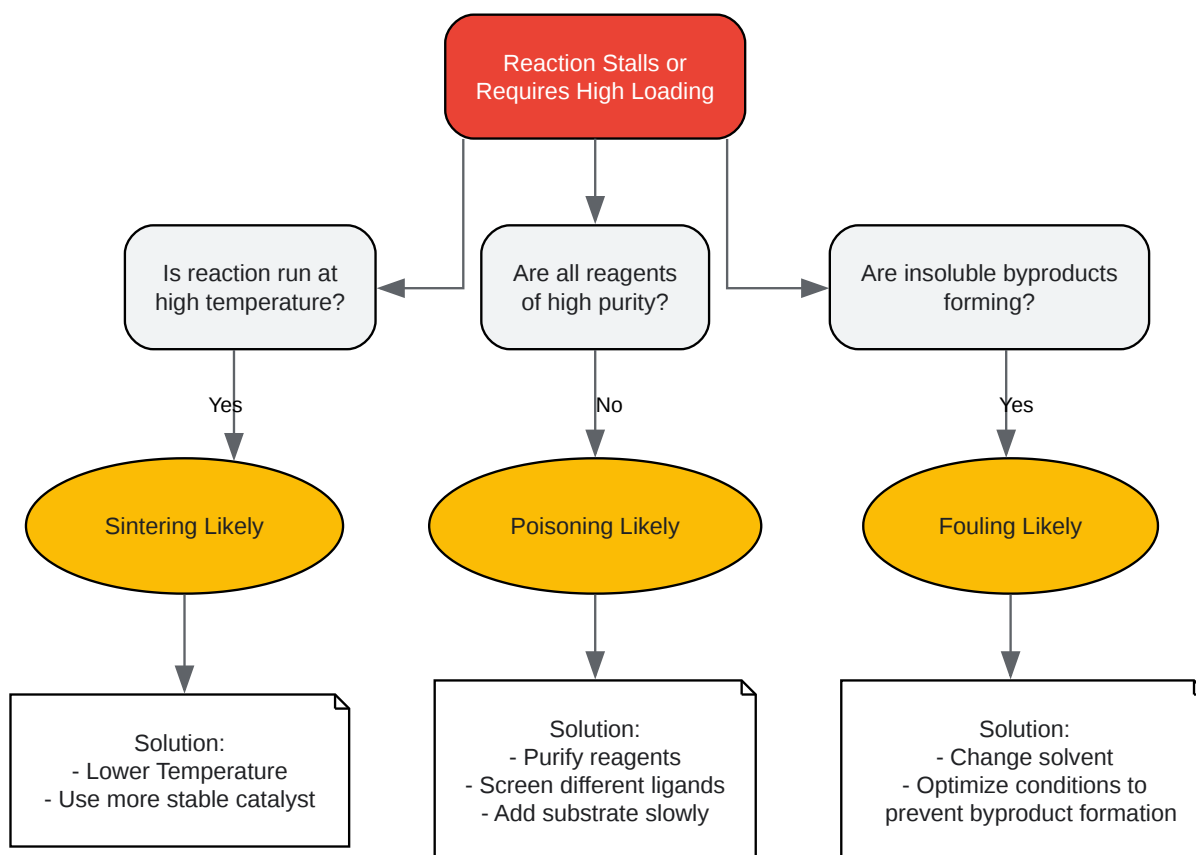 Reaction Stalls or
Requires High Loading
Is reaction run at
high temperature?
Are all reagents
of high purity?
Are insoluble byproducts
forming?
Yes
No
Yes
Sintering Likely
Poisoning Likely
Fouling Likely
Solution:
- Lower Temperature
- Use more stable catalyst
Solution:
- Purify reagents
- Screen different ligands
- Add substrate slowly
Solution:
- Change solvent
- Optimize conditions to
prevent byproduct formation